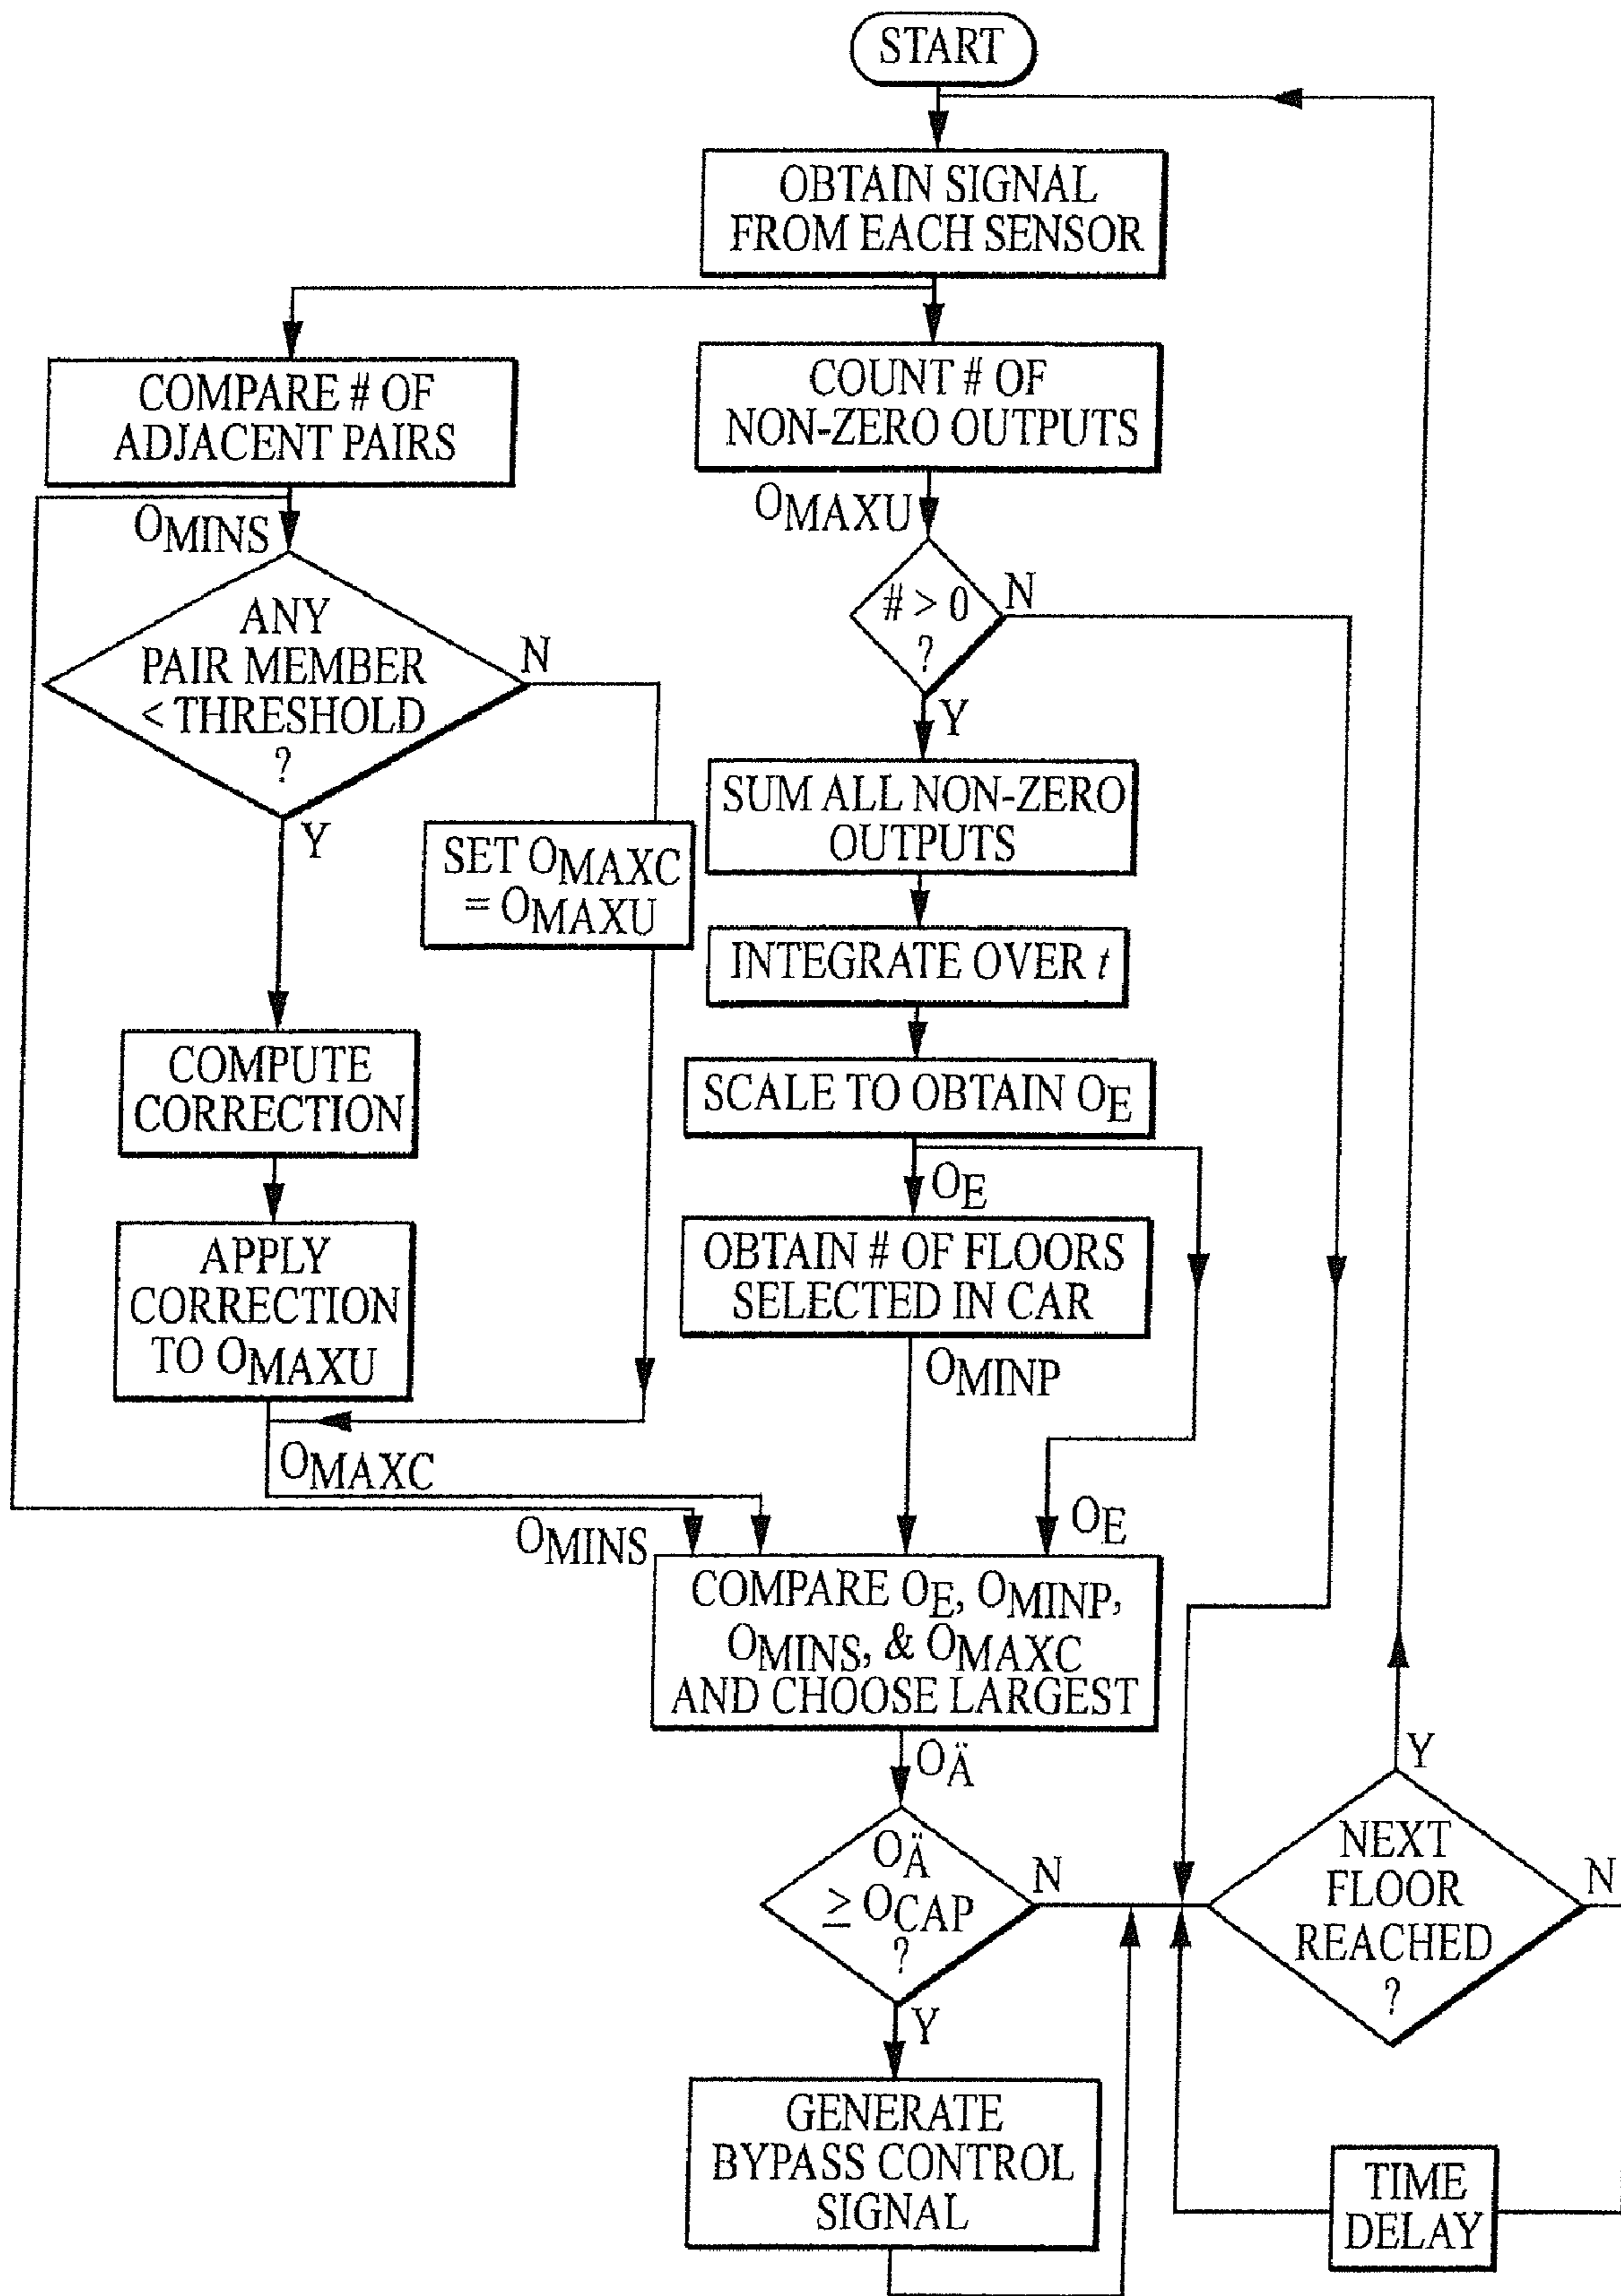 START
OBTAIN SIGNAL
FROM EACH SENSOR
COMPARE # OF
ADJACENT PAIRS
COUNT # OF
NON-ZERO OUTPUTS
OMINS
OMAXU
ANY
PAIR MEMBER
< THRESHOLD
?
N
Y
# > 0
?
N
Y
SET OMAXC
= OMAXU
SUM ALL NON-ZERO
OUTPUTS
INTEGRATE OVER t
COMPUTE
CORRECTION
SCALE TO OBTAIN OE
OE
APPLY
CORRECTION
TO OMAXU
OBTAIN # OF FLOORS
SELECTED IN CAR
OMINP
OMAXC
OMINS
OE
COMPARE OE, OMINP,
OMINS, & OMAXC
AND CHOOSE LARGEST
OÄ
OÄ
≥ OCAP
?
N
Y
NEXT
FLOOR
REACHED
?
Y
N
GENERATE
BYPASS CONTROL
SIGNAL
TIME
DELAY